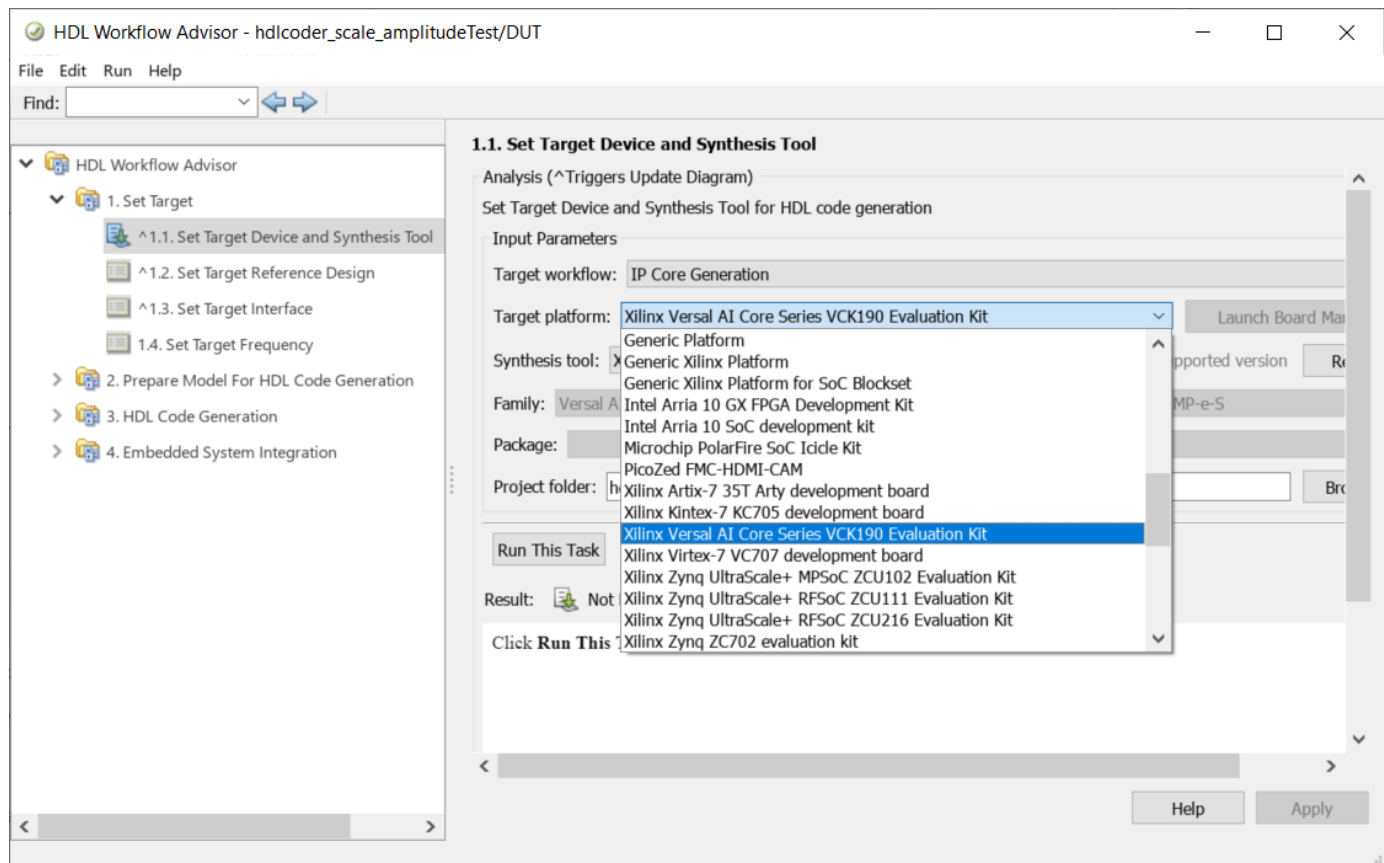 HDL Workflow Advisor - hdlcoder_scale_amplitudeTest/DUT
File Edit Run Help
Find:
HDL Workflow Advisor
1. Set Target
^1.1. Set Target Device and Synthesis Tool
^1.2. Set Target Reference Design
^1.3. Set Target Interface
1.4. Set Target Frequency
2. Prepare Model For HDL Code Generation
3. HDL Code Generation
4. Embedded System Integration
1.1. Set Target Device and Synthesis Tool
Analysis (^Triggers Update Diagram)
Set Target Device and Synthesis Tool for HDL code generation
Input Parameters
Target workflow: IP Core Generation
Target platform: Xilinx Versal AI Core Series VCK190 Evaluation Kit Launch Board
Generic Platform
Synthesis tool: Generic Xilinx Platform version
Generic Xilinx Platform for SoC Blockset
Family: Versal Intel Arria 10 GX FPGA Development Kit MP-e-S
Intel Arria 10 SoC development kit
Package: Microchip PolarFire SoC Icicle Kit
PicoZed FMC-HDMI-CAM
Project folder: Xilinx Artix-7 35T Arty development board
Xilinx Kintex-7 KC705 development board
Xilinx Versal AI Core Series VCK190 Evaluation Kit
Run This Task Xilinx Virtex-7 VC707 development board
Xilinx Zynq UltraScale+ MPSoC ZCU102 Evaluation Kit
Result: Not Xilinx Zynq UltraScale+ RFSoC ZCU111 Evaluation Kit
Xilinx Zynq UltraScale+ RFSoC ZCU216 Evaluation Kit
Click Run This Xilinx Zynq ZC702 evaluation kit
Help Apply